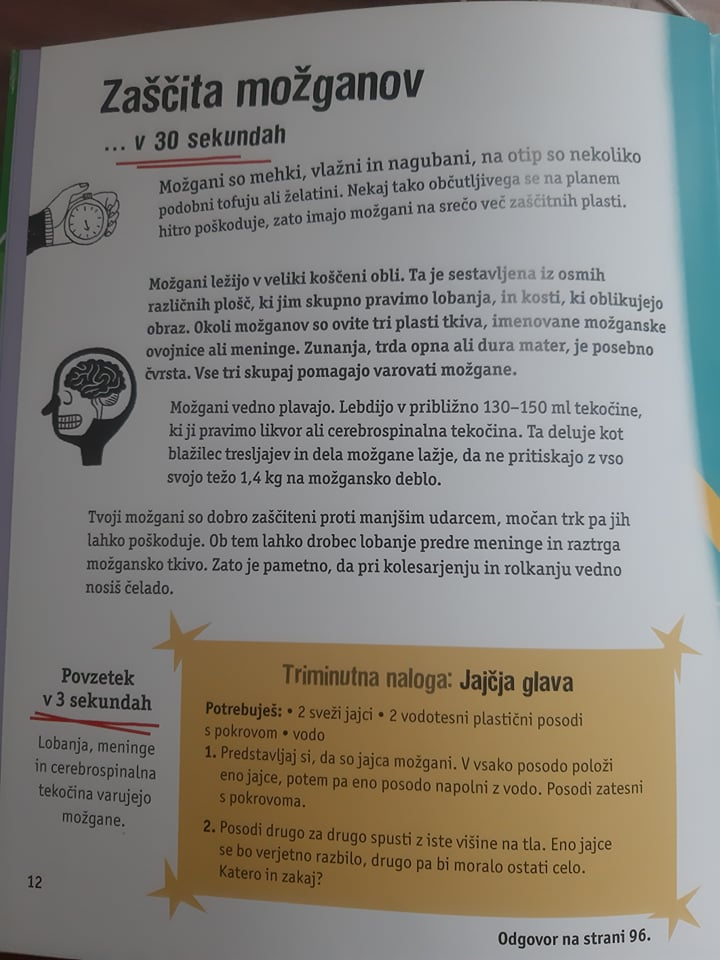 Zaščita možganov
... v 30 sekundah
Možgani so mehki, vlažni in nagubani, na otip so nekoliko
podobni tofuju ali želatini. Nekaj tako občutljivega se na planem
hitro poškoduje, zato imajo možgani na srečo več zaščitnih plasti.
Možgani ležijo v veliki koščeni obli. Ta je sestavljena iz osmih
različnih plošč, ki jim skupno pravimo lobanja, in kosti, ki oblikujejo
obraz. Okoli možganov so ovite tri plasti tkiva, imenovane možganske
ovojnice ali meninge. Zunanja, trda opna ali dura mater, je posebno
čvrsta. Vse tri skupaj pomagajo varovati možgane.
Možgani vedno plavajo. Lebdijo v približno 130–150 ml tekočine,
ki ji pravimo likvor ali cerebrospinalna tekočina. Ta deluje kot
blažilec tresljajev in dela možgane lažje, da ne pritiskajo z vso
svojo težo 1,4 kg na možgansko deblo.
Tvoji možgani so dobro zaščiteni proti manjšim udarcem, močan trk pa jih
lahko poškoduje. Ob tem lahko drobec lobanje predre meninge in raztrga
možgansko tkivo. Zato je pametno, da pri kolesarjenju in rolkanju vedno
nosiš čelado.
Povzetek
v 3 sekundah
Lobanja, meninge
in cerebrospinalna
tekočina varujejo
možgane.
Triminutna naloga: Jajčja glava
Potrebuješ: • 2 sveži jajci • 2 vodotesni plastični posodi
s pokrovom • vodo
1. Predstavljaj si, da so jajca možgani. V vsako posodo položi
eno jajce, potem pa eno posodo napolni z vodo. Posodi zatesni
s pokrovoma.
2. Posodi drugo za drugo spusti z iste višine na tla. Eno jajce
se bo verjetno razbilo, drugo pa bi moralo ostati celo.
Katero in zakaj?
12
Odgovor na strani 96.